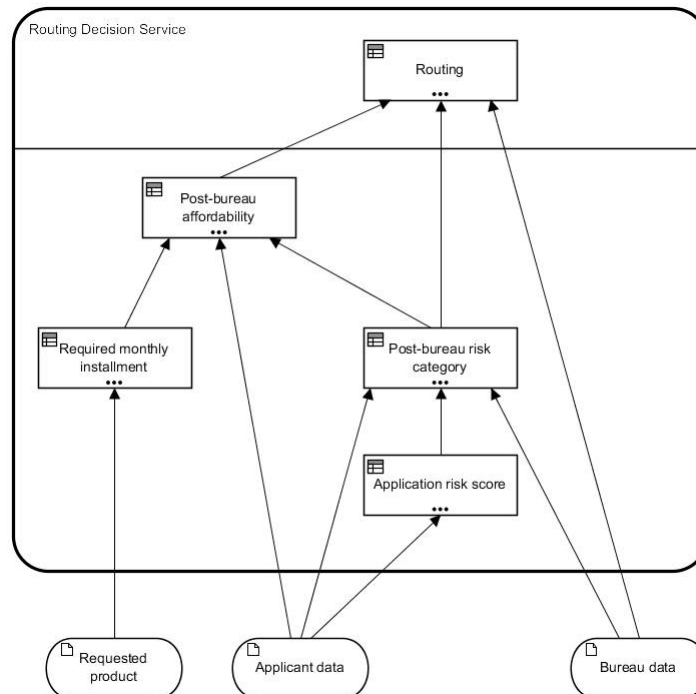 Routing Decision Service
Routing
Post-bureau
affordability
Required monthly
installment
Post-bureau risk
category
Application risk score
Requested
product
Applicant data
Bureau data